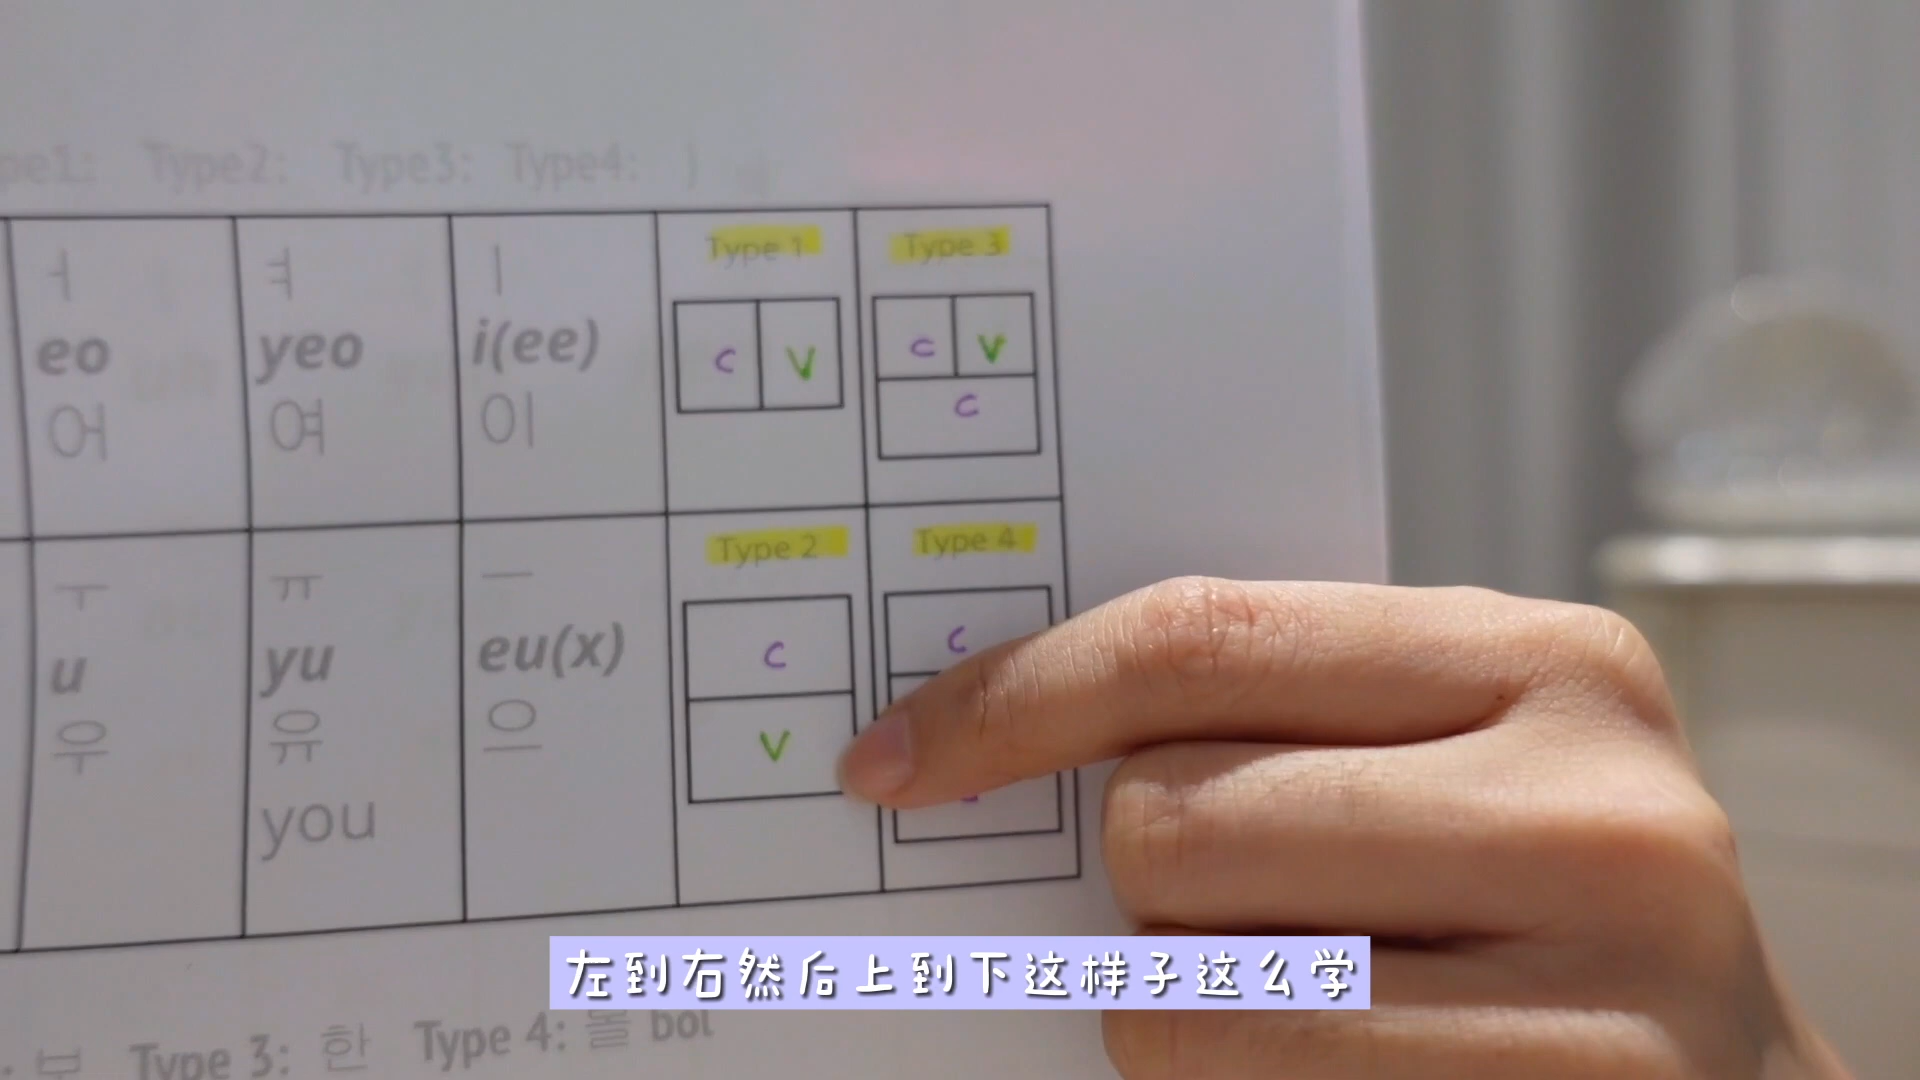 Type2: Type3: Type4: )
ㅓ
eo
어
ㅕ
yeo
여
ㅣ
i(ee)
이
Type 1
C V
Type 3
C V
C
ㅜ
u
우
ㅠ
yu
유
you
ㅡ
eu(x)
으
Type 2
C
V
Type 4
C
左到右然后上到下这样子这么学
Type 3: 한 Type 4: 볼 bol